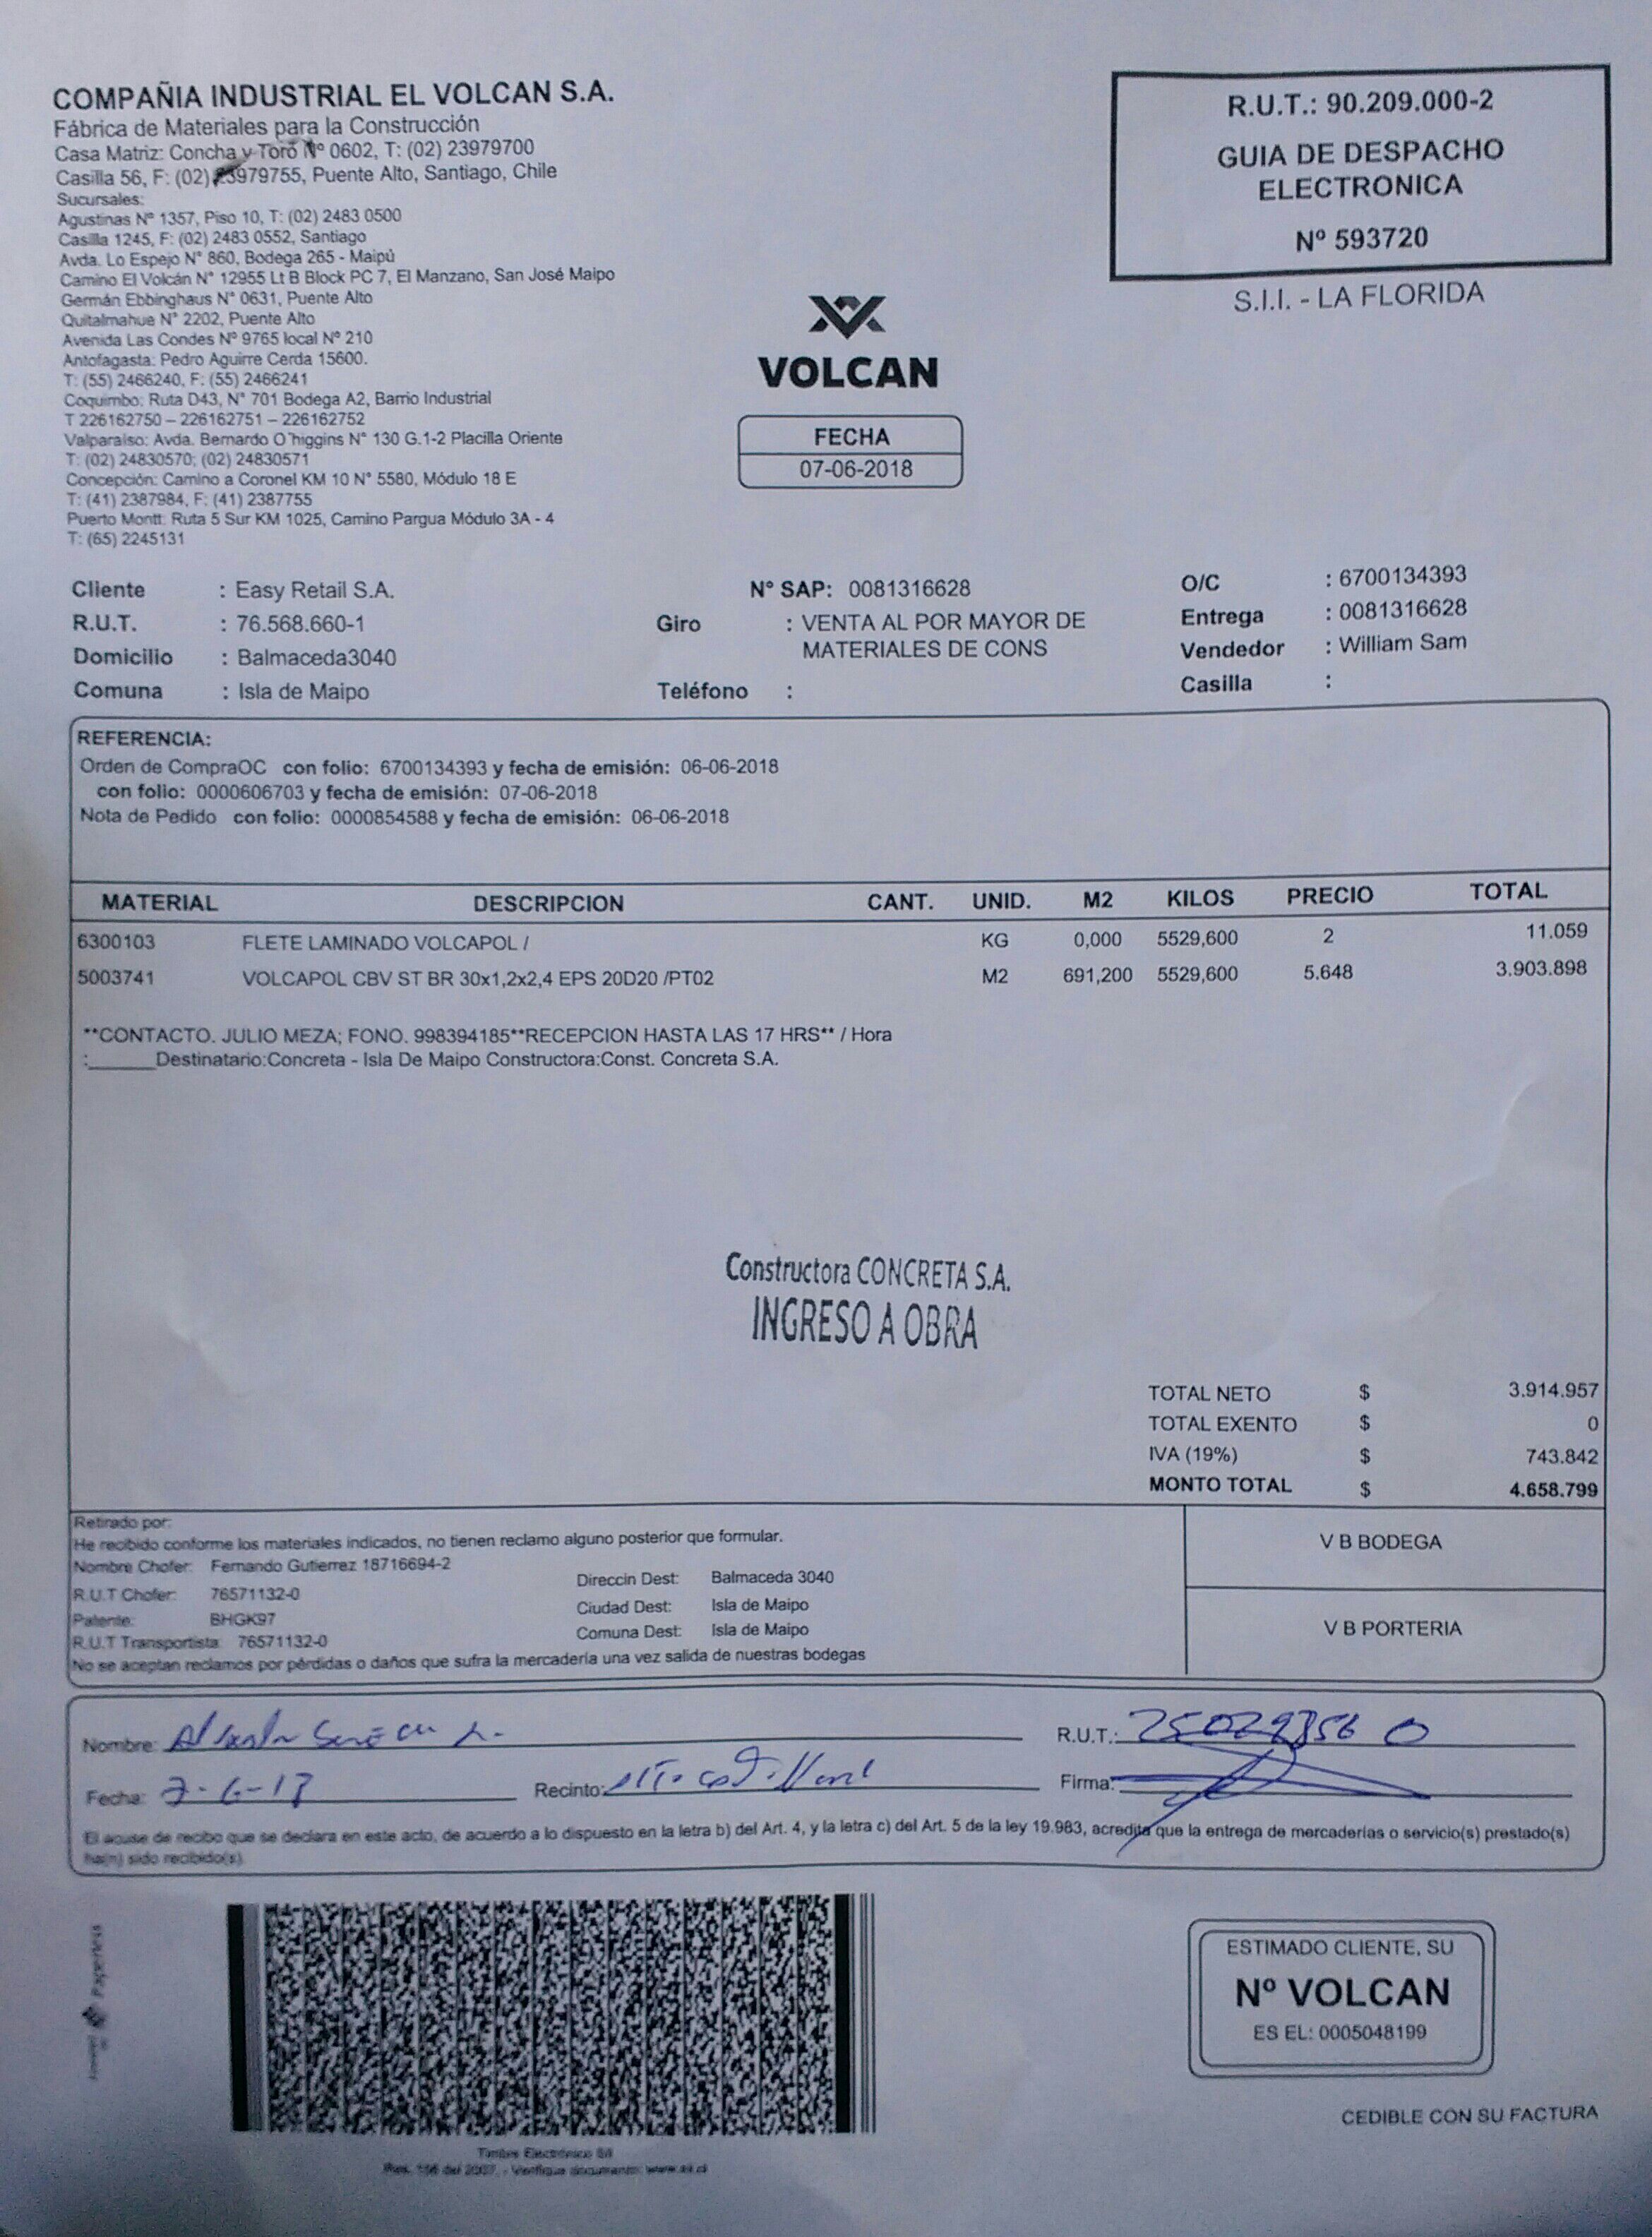 COMPAÑIA INDUSTRIAL EL VOLCAN S.A.
Fábrica de Materiales para la Construcción
Casa Matriz: Concha y Toro Nº 0602, T: (02) 23979700
Casilla 56, F: (02) 23979755, Puente Alto, Santiago, Chile
Sucursales:
Agustinas Nº 1357, Piso 10, T: (02) 2483 0500
Casilla 1245, F: (02) 2483 0552, Santiago
Avda. Lo Espejo N° 860, Bodega 265 - Maipù
Camino El Volcán N° 12955 Lt B Block PC 7, El Manzano, San José Maipo
Germán Ebbinghaus N° 0631, Puente Alto
Quitalmahue N° 2202, Puente Alto
Avenida Las Condes Nº 9765 local Nº 210
Antofagasta: Pedro Aguirre Cerda 15600.
T: (55) 2466240, F: (55) 2466241
Coquimbo: Ruta D43, N° 701 Bodega A2, Barrio Industrial
T 226162750 – 226162751 – 226162752
Valparaíso: Avda. Bernardo O´higgins N° 130 G.1-2 Placilla Oriente
T: (02) 24830570; (02) 24830571
Concepción: Camino a Coronel KM 10 N° 5580, Módulo 18 E
T: (41) 2387984, F: (41) 2387755
Puerto Montt: Ruta 5 Sur KM 1025, Camino Pargua Módulo 3A - 4
T: (65) 2245131
R.U.T.: 90.209.000-2
GUIA DE DESPACHO
ELECTRONICA
Nº 593720
S.I.I. - LA FLORIDA
VOLCAN
FECHA
07-06-2018
Cliente : Easy Retail S.A. N° SAP: 0081316628 O/C : 6700134393
R.U.T. : 76.568.660-1 Giro : VENTA AL POR MAYOR DE Entrega : 0081316628
Domicilio : Balmaceda3040 MATERIALES DE CONS Vendedor : William Sam
Comuna : Isla de Maipo Teléfono : Casilla :
REFERENCIA:
Orden de CompraOC con folio: 6700134393 y fecha de emisión: 06-06-2018
con folio: 0000606703 y fecha de emisión: 07-06-2018
Nota de Pedido con folio: 0000854588 y fecha de emisión: 06-06-2018
MATERIAL DESCRIPCION CANT. UNID. M2 KILOS PRECIO TOTAL
6300103 FLETE LAMINADO VOLCAPOL / KG 0,000 5529,600 2 11.059
5003741 VOLCAPOL CBV ST BR 30x1,2x2,4 EPS 20D20 /PT02 M2 691,200 5529,600 5.648 3.903.898
**CONTACTO. JULIO MEZA; FONO. 998394185**RECEPCION HASTA LAS 17 HRS** / Hora
:______Destinatario:Concreta - Isla De Maipo Constructora:Const. Concreta S.A.
Constructora CONCRETA S.A.
INGRESO A OBRA
TOTAL NETO $ 3.914.957
TOTAL EXENTO $ 0
IVA (19%) $ 743.842
MONTO TOTAL $ 4.658.799
Retirado por:
He recibido conforme los materiales indicados, no tienen reclamo alguno posterior que formular.
Nombre Chofer: Fernando Gutierrez 18716694-2
R.U.T Chofer: 76571132-0
Patente: BHGK97
R.U.T Transportista: 76571132-0
Direccin Dest: Balmaceda 3040
Ciudad Dest: Isla de Maipo
Comuna Dest: Isla de Maipo
No se aceptan reclamos por pérdidas o daños que sufra la mercadería una vez salida de nuestras bodegas
V B BODEGA
V B PORTERIA
Nombre: R.U.T.:
Fecha: 7-6-18 Recinto: Firma:
El acuse de recibo que se declara en este acto, de acuerdo a lo dispuesto en la letra b) del Art. 4, y la letra c) del Art. 5 de la ley 19.983, acredita que la entrega de mercaderías o servicio(s) prestado(s)
ha(n) sido recibido(s).
Paperless
Timbre Electrónico SII
Res. 156 del 2007. - Verifique documento: www.sii.cl
ESTIMADO CLIENTE, SU
Nº VOLCAN
ES EL: 0005048199
CEDIBLE CON SU FACTURA